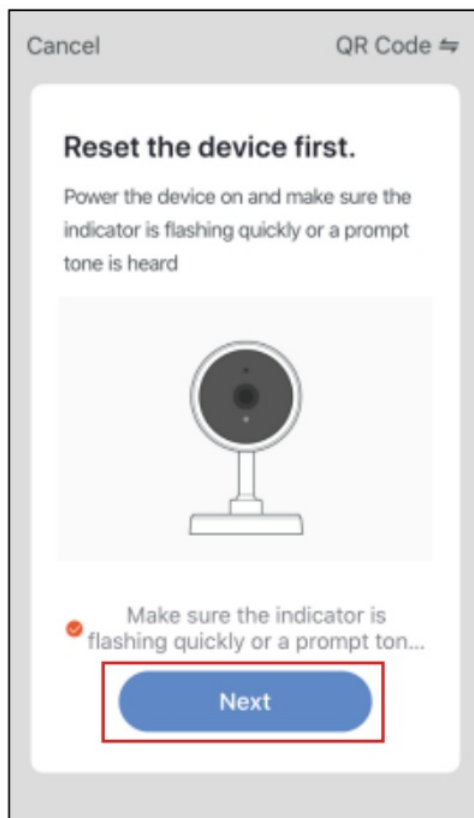 Cancel
QR Code ⇋
Reset the device first.
Power the device on and make sure the
indicator is flashing quickly or a prompt
tone is heard
Make sure the indicator is
flashing quickly or a prompt ton...
Next